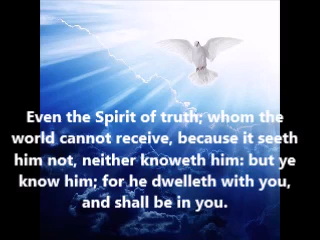 Even the Spirit of truth; whom the
world cannot receive, because it seeth
him not, neither knoweth him: but ye
know him; for he dwelleth with you,
and shall be in you.